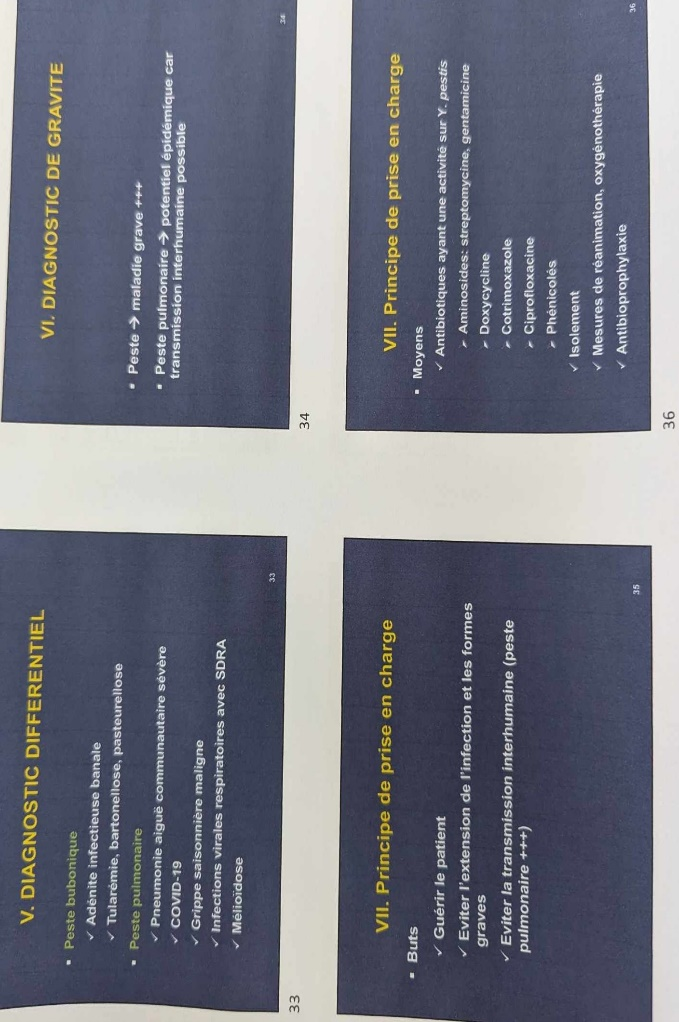 V. DIAGNOSTIC DIFFERENTIEL
▪ Peste bubonique
✓ Adénite infectieuse banale
✓ Tularémie, bartonellose, pasteurellose
▪ Peste pulmonaire
✓ Pneumonie aiguë communautaire sévère
✓ COVID-19
✓ Grippe saisonnière maligne
✓ Infections virales respiratoires avec SDRA
✓ Mélioïdose
33
33
VI. DIAGNOSTIC DE GRAVITE
▪ Peste → maladie grave +++
▪ Peste pulmonaire → potentiel épidémique car
transmission interhumaine possible
34
34
VII. Principe de prise en charge
▪ Buts
✓ Guérir le patient
✓ Eviter l'extension de l'infection et les formes
graves
✓ Eviter la transmission interhumaine (peste
pulmonaire +++)
35
VII. Principe de prise en charge
▪ Moyens
✓ Antibiotiques ayant une activité sur Y. pestis
➢ Aminosides: streptomycine, gentamicine
➢ Doxycycline
➢ Cotrimoxazole
➢ Ciprofloxacine
➢ Phénicolés
✓ Isolement
✓ Mesures de réanimation, oxygénothérapie
✓ Antibioprophylaxie
36
36